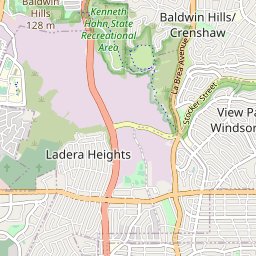 Baldwin
Hills
128 m
Kenneth
Hahn State
Recreational
Area
Baldwin Hills/
Crenshaw
La Brea Avenue
Stocker Street
View Pa
Windsor
Ladera Heights